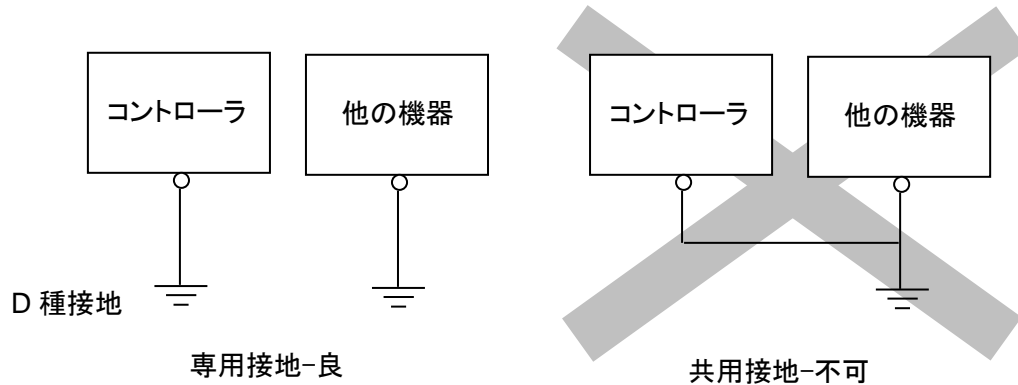 コントローラ
他の機器
コントローラ
他の機器
D 種接地
専用接地−良
共用接地−不可